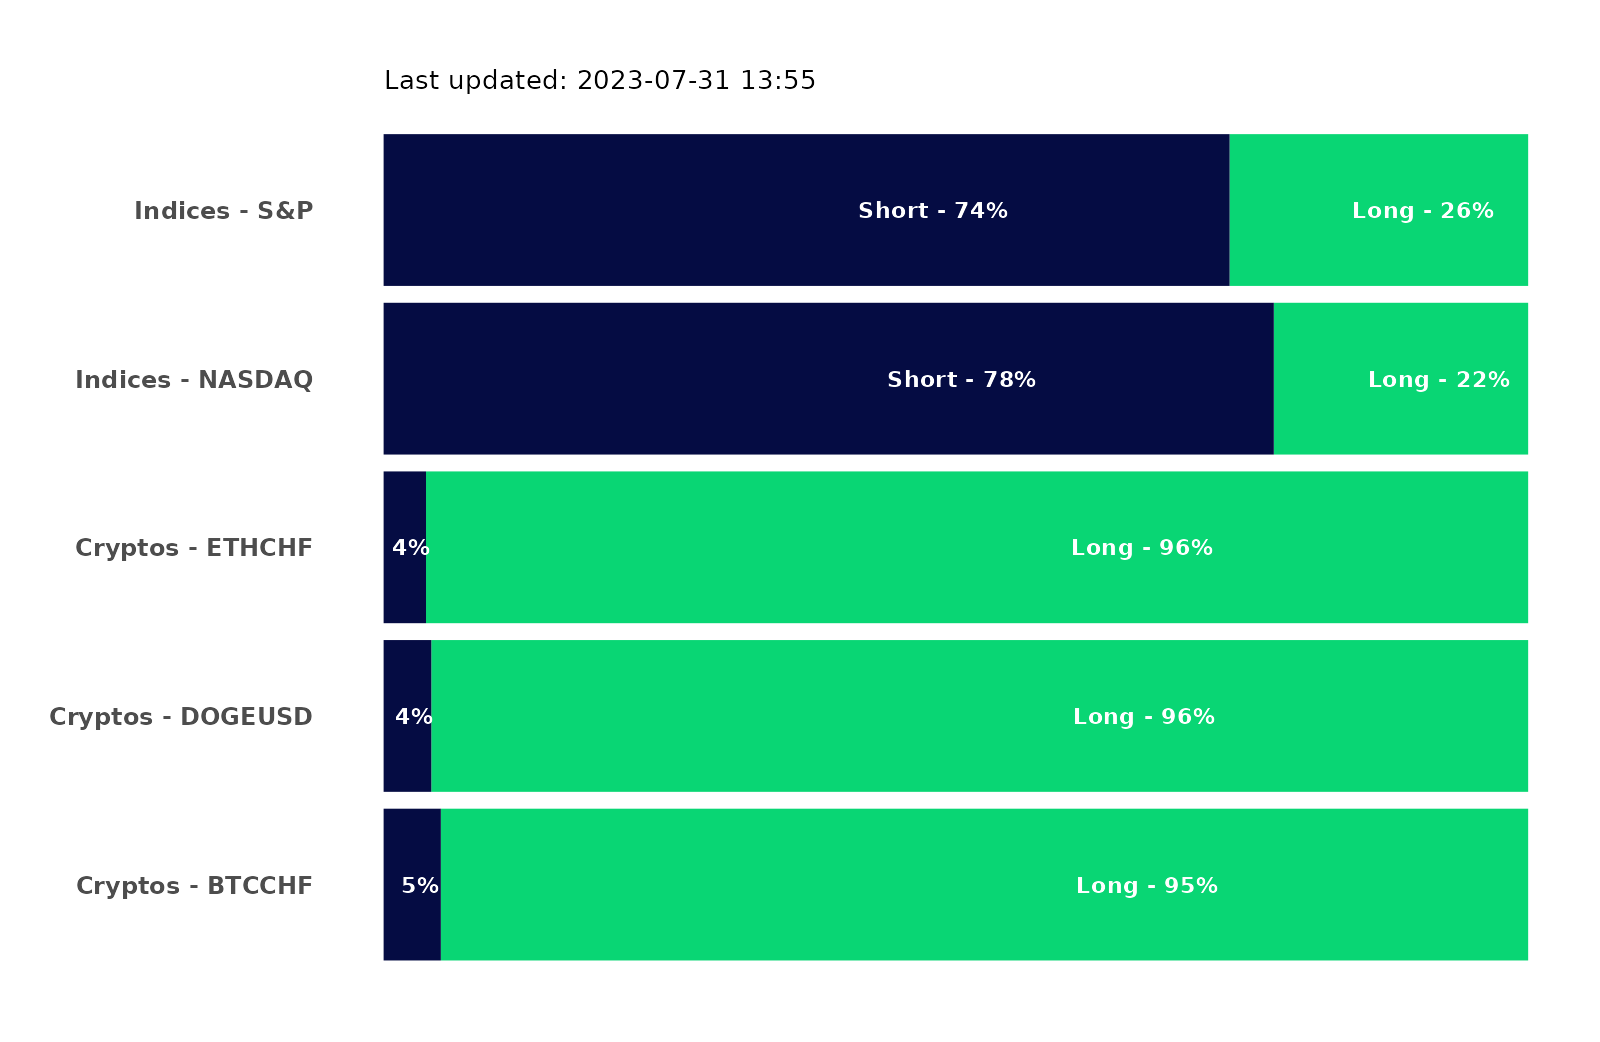 Last updated: 2023-07-31 13:55
Indices - S&P
Short - 74%
Long - 26%
Indices - NASDAQ
Short - 78%
Long - 22%
Cryptos - ETHCHF
4%
Long - 96%
Cryptos - DOGEUSD
4%
Long - 96%
Cryptos - BTCCHF
5%
Long - 95%